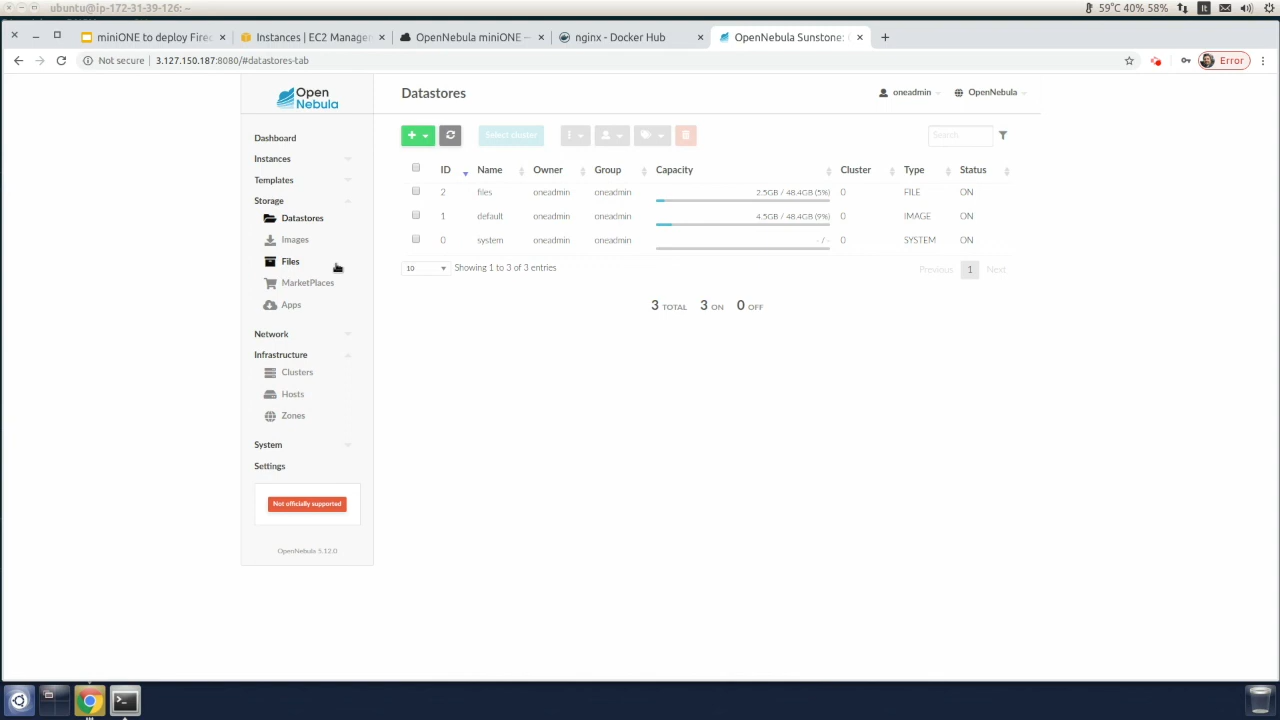 ubuntu@ip-172-31-39-126: ~
59°C 40% 58%
miniONE to deploy Firec
Instances | EC2 Manager
OpenNebula miniONE –
nginx - Docker Hub
OpenNebula Sunstone: C
Not secure
3.127.150.187:8080/#datastores-tab
Error
Open
Nebula
Datastores
oneadmin
OpenNebula
Dashboard
Instances
Templates
Storage
Datastores
Images
Files
MarketPlaces
Apps
Network
Infrastructure
Clusters
Hosts
Zones
System
Settings
Not officially supported
OpenNebula 5.12.0
Select cluster
Search
ID Name Owner Group Capacity Cluster Type Status
2 files oneadmin oneadmin 2.5GB / 48.4GB (5%) 0 FILE ON
1 default oneadmin oneadmin 4.5GB / 48.4GB (9%) 0 IMAGE ON
0 system oneadmin oneadmin - / - 0 SYSTEM ON
10 Showing 1 to 3 of 3 entries Previous 1 Next
3 TOTAL 3 ON 0 OFF